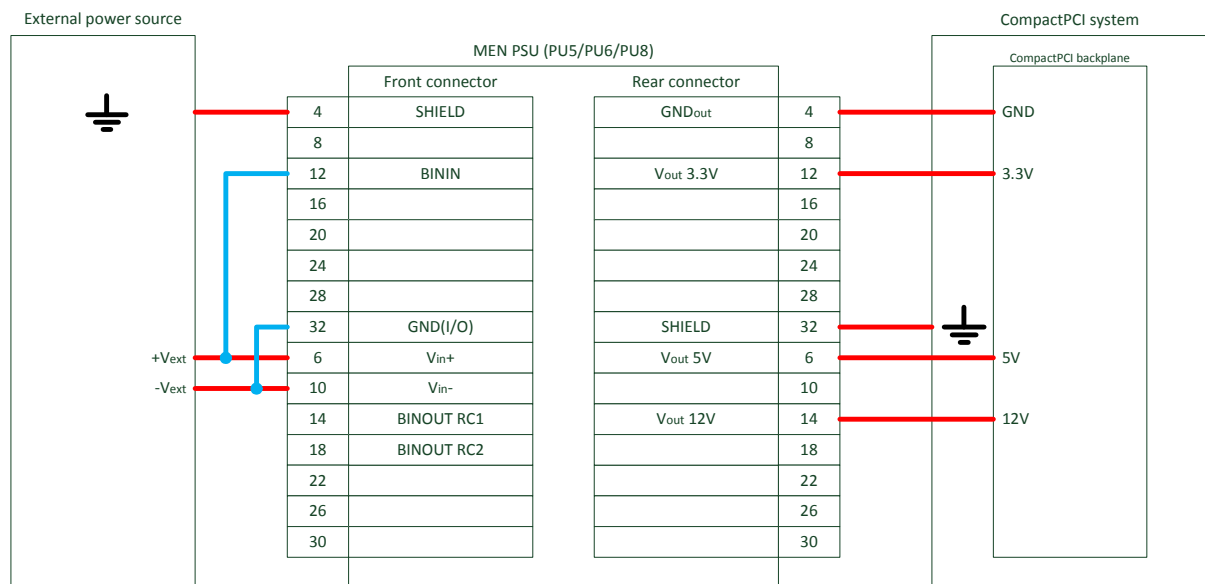 External power source
CompactPCI system
MEN PSU (PU5/PU6/PU8)
CompactPCI backplane
Front connector
Rear connector
4 SHIELD GNDout 4 GND
8 8
12 BININ Vout 3.3V 12 3.3V
16 16
20 20
24 24
28 28
32 GND(I/O) SHIELD 32
+Vext 6 Vin+ Vout 5V 6 5V
-Vext 10 Vin- 10
14 BINOUT RC1 Vout 12V 14 12V
18 BINOUT RC2 18
22 22
26 26
30 30